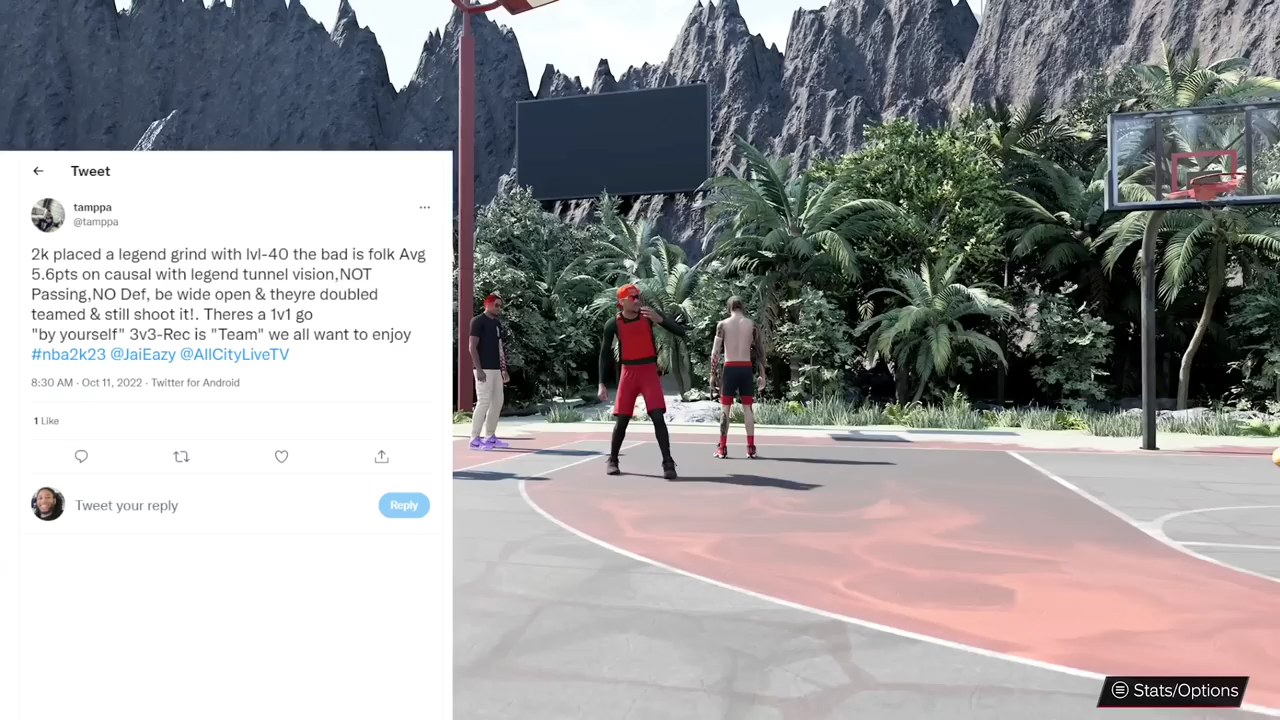 Tweet
tamppa
@tamppa
2k placed a legend grind with lvl-40 the bad is folk Avg
5.6pts on causal with legend tunnel vision,NOT
Passing,NO Def, be wide open & theyre doubled
teamed & still shoot it!. Theres a 1v1 go
"by yourself" 3v3-Rec is "Team" we all want to enjoy
#nba2k23 @JaiEazy @AllCityLiveTV
8:30 AM · Oct 11, 2022 · Twitter for Android
1 Like
Tweet your reply
Reply
Stats/Options